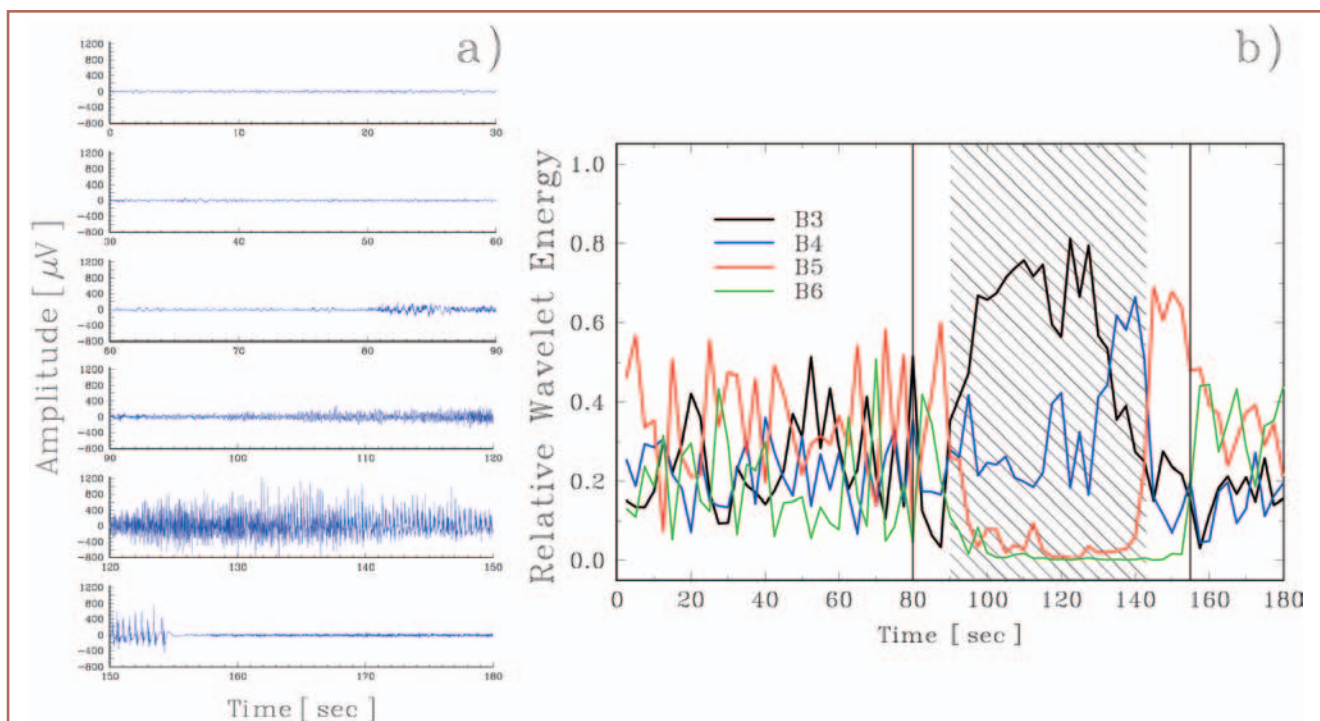 a)
Amplitude [ μV ]
1200
800
400
0
-400
-800
0 10 20 30
1200
800
400
0
-400
-800
30 40 50 60
1200
800
400
0
-400
-800
60 70 80 90
1200
800
400
0
-400
-800
90 100 110 120
1200
800
400
0
-400
-800
120 130 140 150
1200
800
400
0
-400
-800
150 160 170 180
Time [ sec ]
b)
Relative Wavelet Energy
1.0
0.8
0.6
0.4
0.2
0.0
B3
B4
B5
B6
0 20 40 60 80 100 120 140 160 180
Time [ sec ]